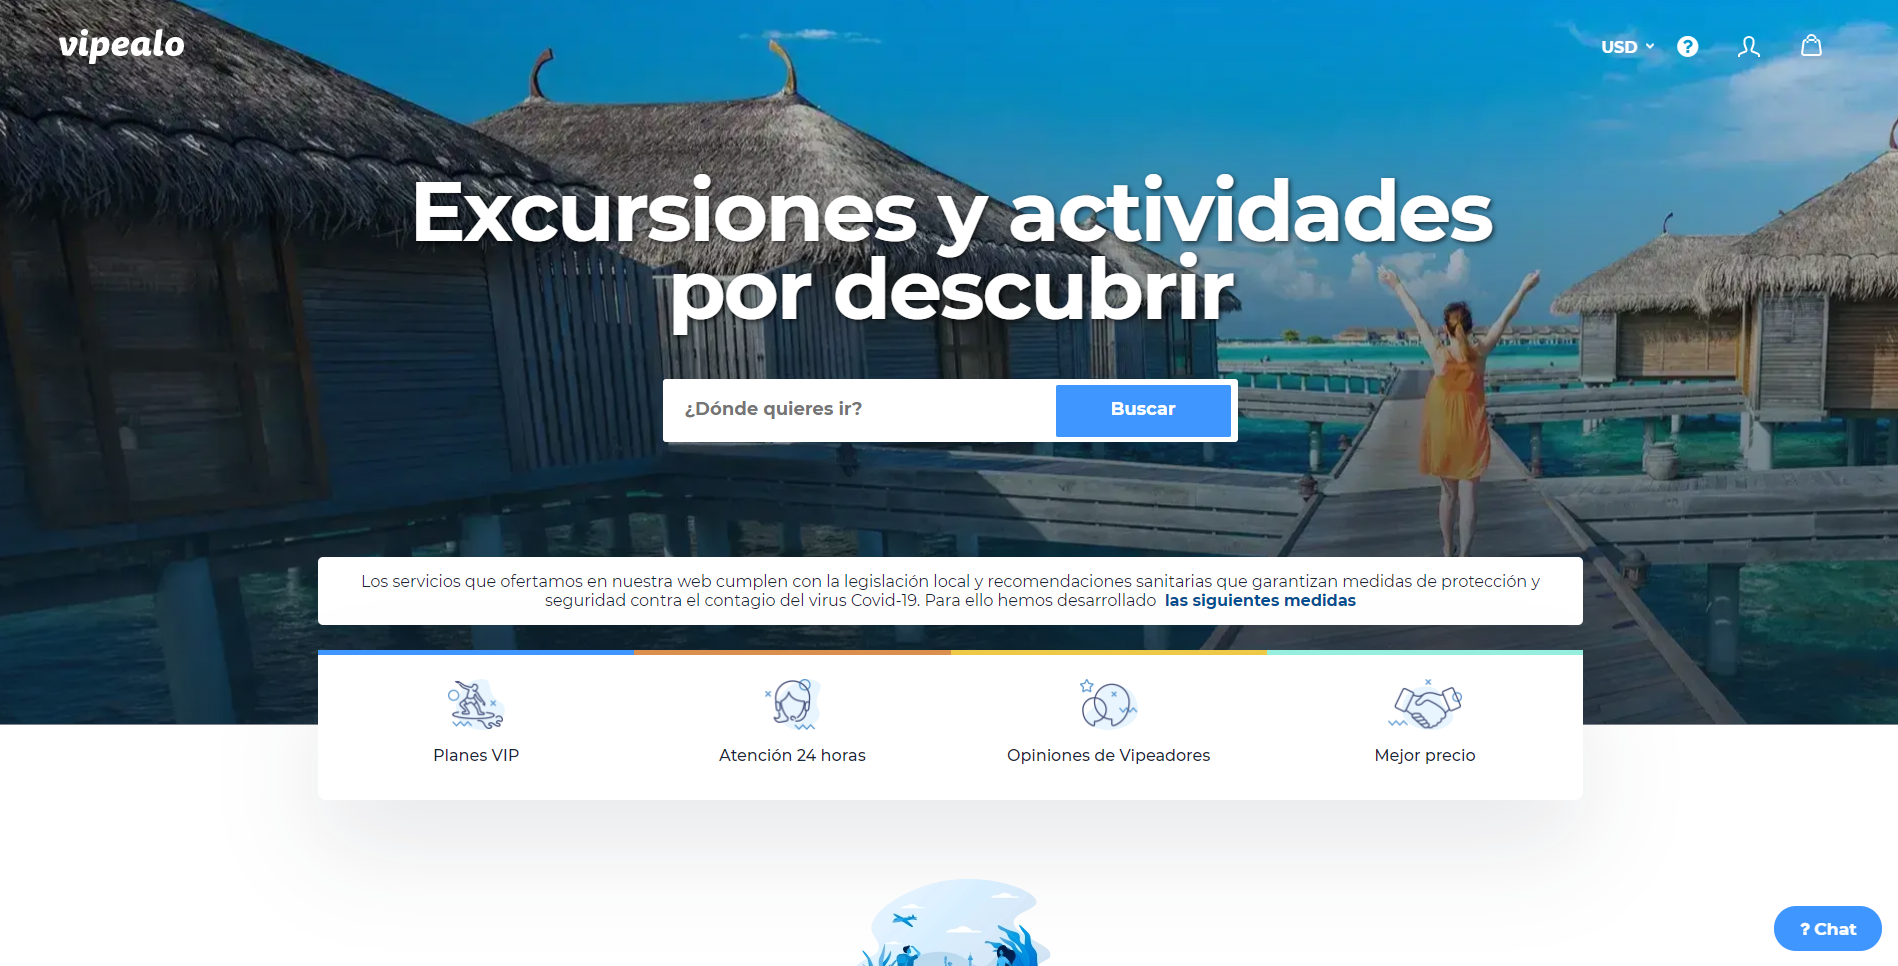 vipealo
USD
?
Excursiones y actividades
por descubrir
¿Dónde quieres ir?
Buscar
Los servicios que ofertamos en nuestra web cumplen con la legislación local y recomendaciones sanitarias que garantizan medidas de protección y
seguridad contra el contagio del virus Covid-19. Para ello hemos desarrollado las siguientes medidas
Planes VIP
Atención 24 horas
Opiniones de Vipeadores
Mejor precio
? Chat